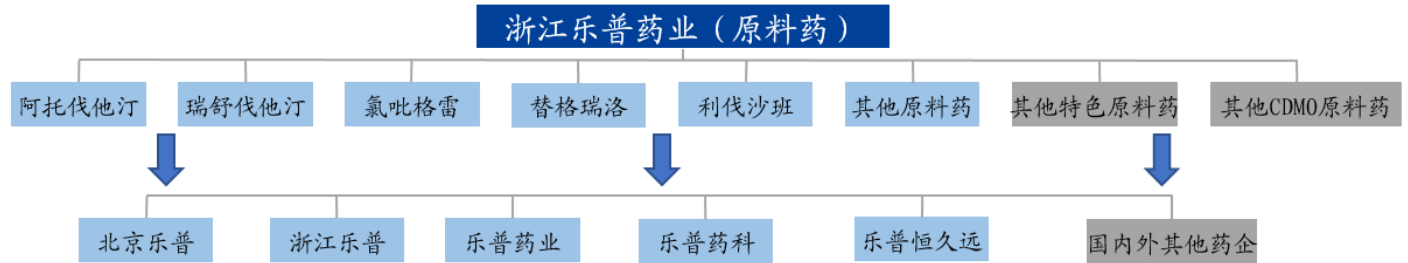 浙江乐普药业（原料药）
阿托伐他汀
瑞舒伐他汀
氯吡格雷
替格瑞洛
利伐沙班
其他原料药
其他特色原料药
其他CDMO原料药
北京乐普
浙江乐普
乐普药业
乐普药科
乐普恒久远
国内外其他药企